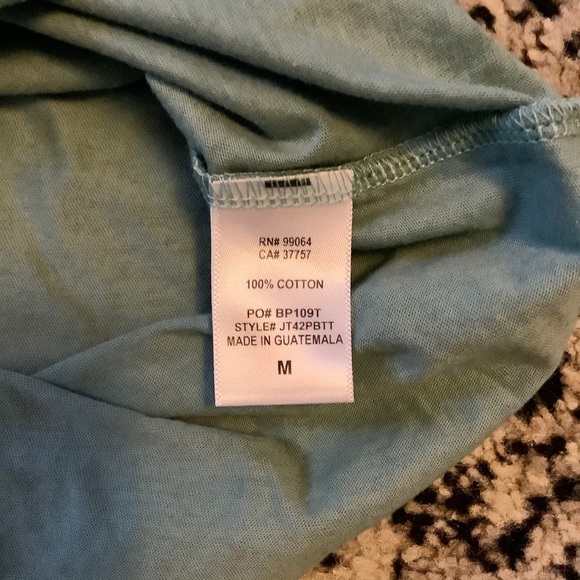 RN# 99064
CA# 37757
100% COTTON
PO# BP109T
STYLE# JT42PBTT
MADE IN GUATEMALA
M